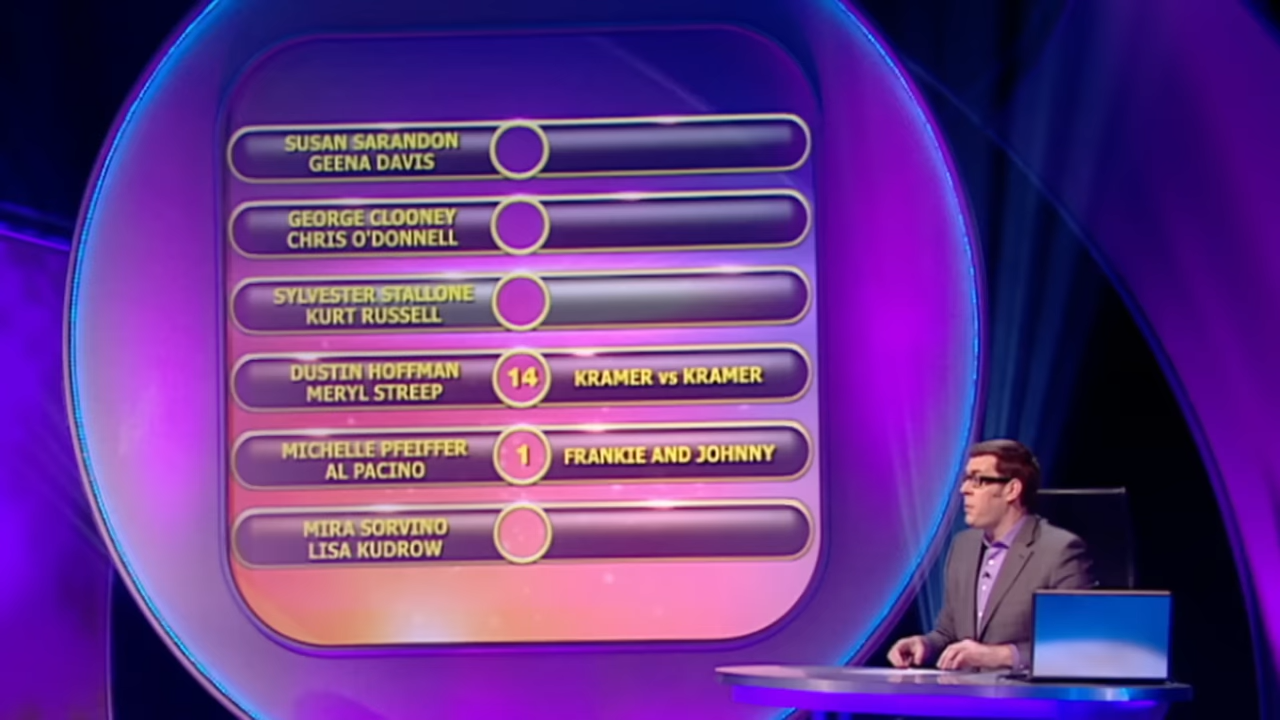 SUSAN SARANDON
GEENA DAVIS
GEORGE CLOONEY
CHRIS O'DONNELL
SYLVESTER STALLONE
KURT RUSSELL
DUSTIN HOFFMAN
MERYL STREEP
14
KRAMER vs KRAMER
MICHELLE PFEIFFER
AL PACINO
1
FRANKIE AND JOHNNY
MIRA SORVINO
LISA KUDROW